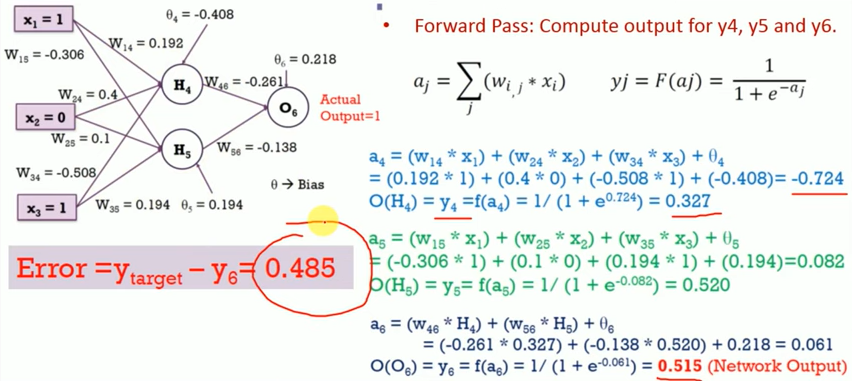 x₁ = 1
θ₄ = -0.408
W₁₄ = 0.192
W₁₅ = -0.306
H₄
W₄₆ = -0.261
θ₆ = 0.218
O₆
Actual
Output=1
W₂₄ = 0.4
x₂=0
W₂₅ = 0.1
H₅
W₅₆ = -0.138
W₃₄ = -0.508
θ → Bias
x₃= 1
W₃₅ = 0.194
θ₅ = 0.194
Error =y_target – y₆= 0.485
• Forward Pass: Compute output for y4, y5 and y6.
a_j = ∑_j (w_{i,j} * x_i)   yj = F(aj) = 1 / (1 + e^{-a_j})
a₄ = (w₁₄ * x₁) + (w₂₄ * x₂) + (w₃₄ * x₃) + θ₄
= (0.192 * 1) + (0.4 * 0) + (-0.508 * 1) + (-0.408)= -0.724
O(H₄) = y₄ =f(a₄) = 1/ (1 + e^{0.724}) = 0.327
a₅ = (w₁₅ * x₁) + (w₂₅ * x₂) + (w₃₅ * x₃) + θ₅
= (-0.306 * 1) + (0.1 * 0) + (0.194 * 1) + (0.194)=0.082
O(H₅) = y₅= f(a₅) = 1/ (1 + e^{-0.082}) = 0.520
a₆ = (w₄₆ * H₄) + (w₅₆ * H₅) + θ₆
= (-0.261 * 0.327) + (-0.138 * 0.520) + 0.218 = 0.061
O(O₆) = y₆ = f(a₆) = 1/ (1 + e^{-0.061}) = 0.515 (Network Output)